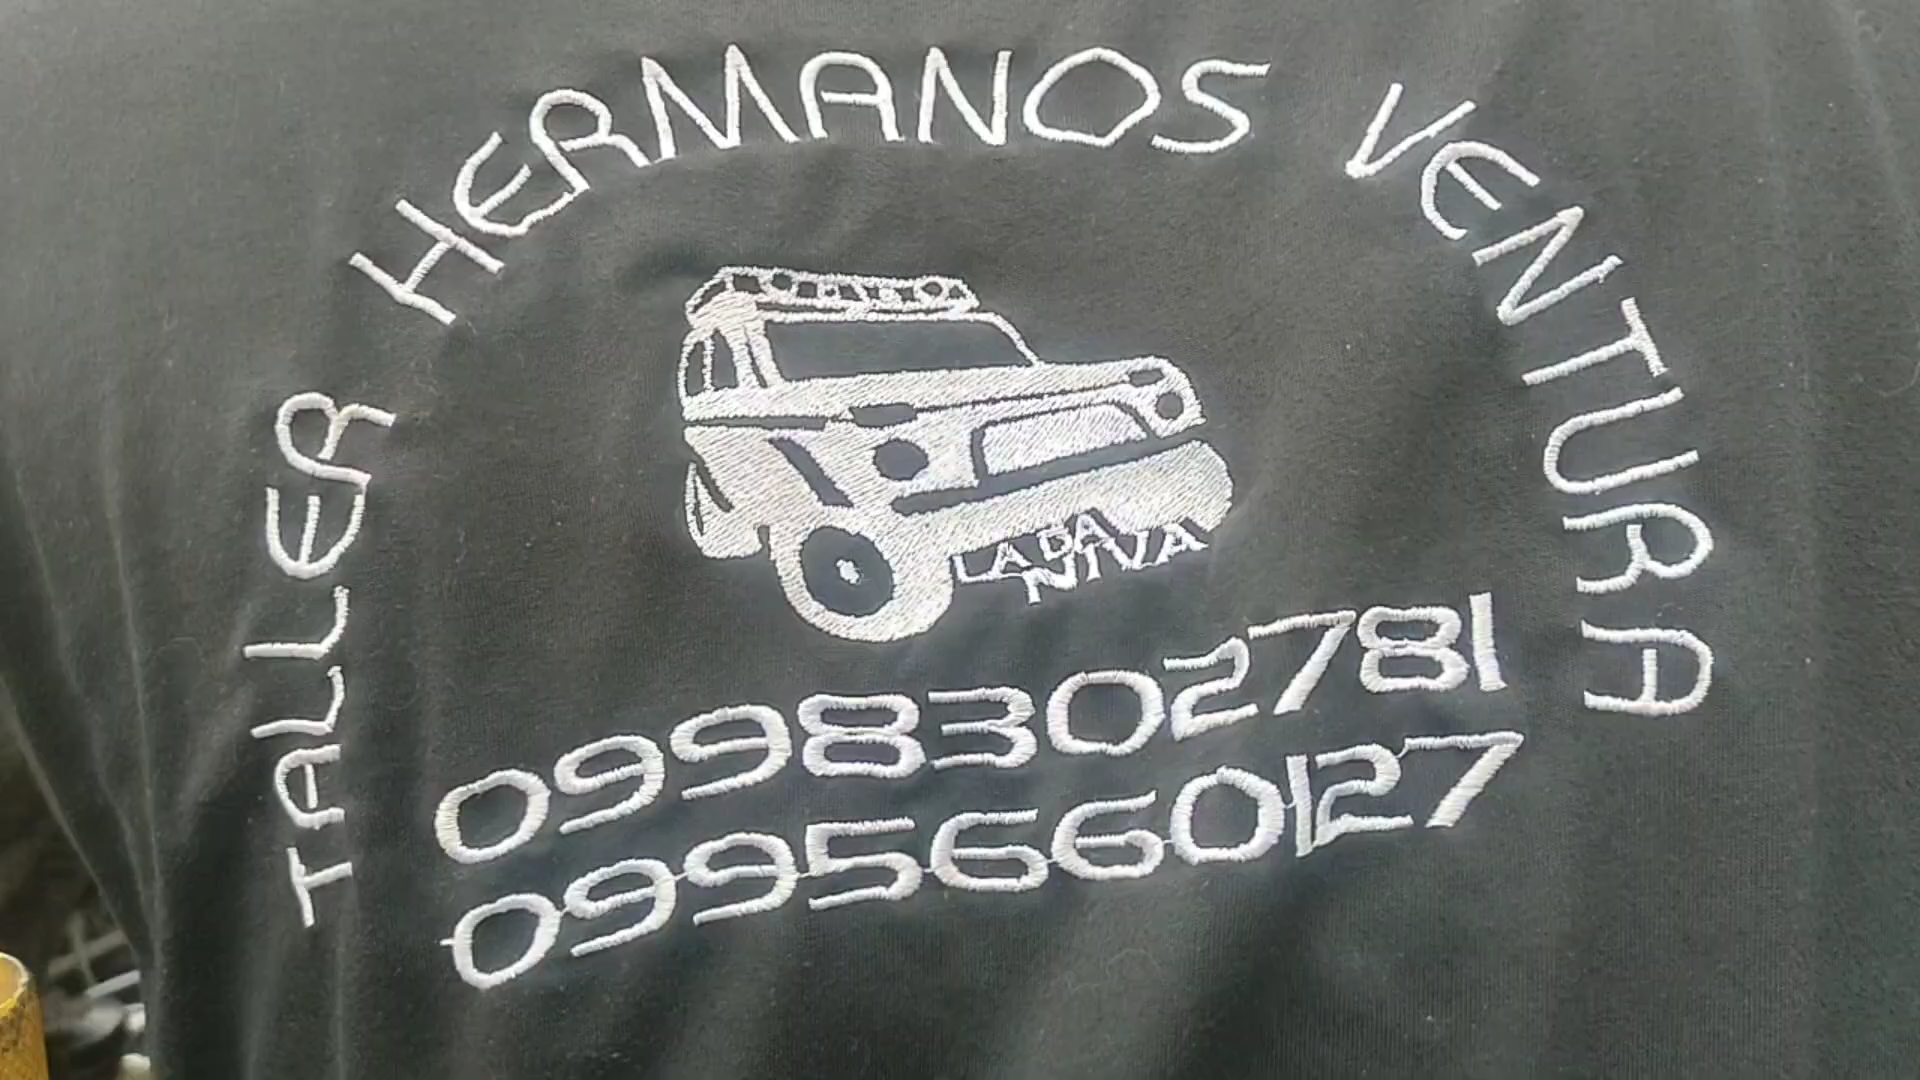 TALLER HERMANOS VENTURA
LADA
NIVA
0998302781
0995660127